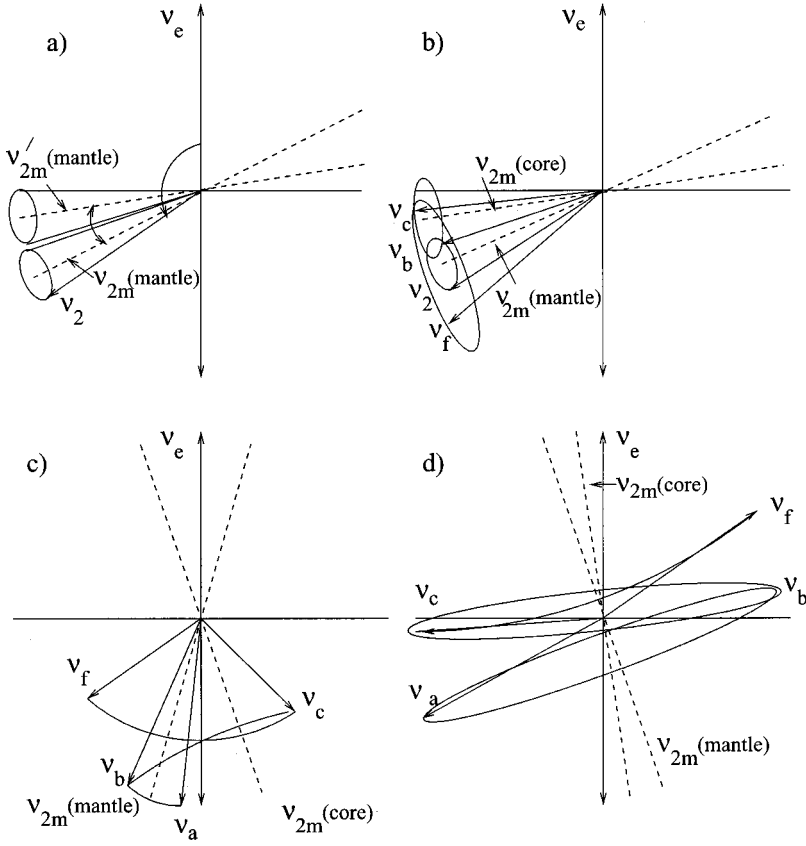 a)
ν_e
ν′_2m (mantle)
ν_2m (mantle)
ν_2
b)
ν_e
ν_2m (core)
ν_c
ν_b
ν_2
ν_2m (mantle)
ν_f
c)
ν_e
ν_f
ν_c
ν_b
ν_2m (mantle)
ν_a
ν_2m (core)
d)
ν_e
ν_2m (core)
ν_f
ν_c
ν_b
ν_a
ν_2m (mantle)